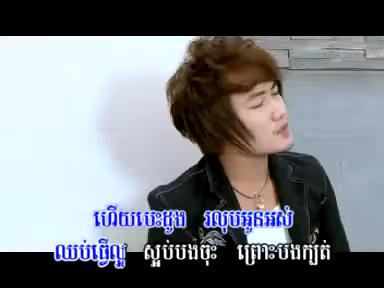 ហើយបេះដូង រលុបអូនអស់
ឈប់ធ្វើល្អ ស្អប់បងចុះ ព្រោះបងក្បត់